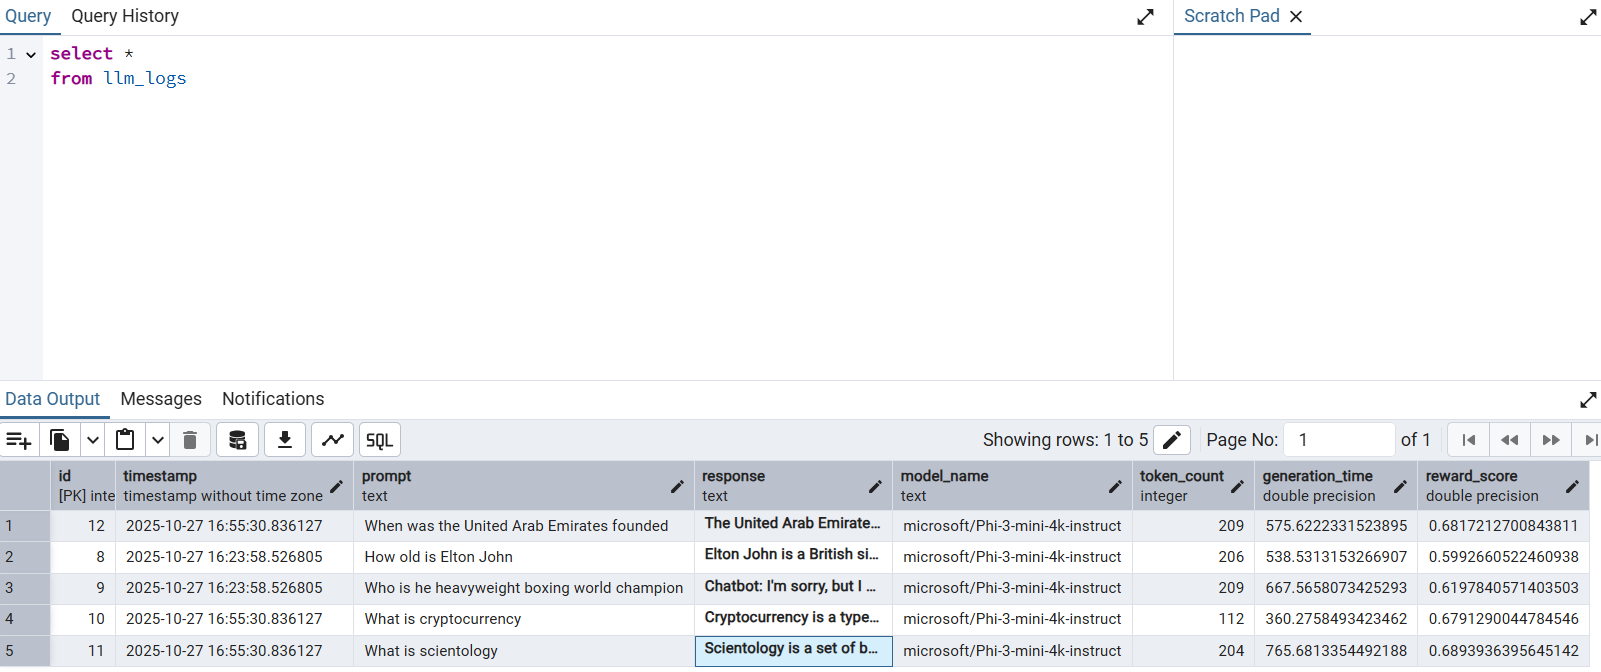 Query Query History Scratch Pad
1 select *
2 from llm_logs
Data Output Messages Notifications
SQL Showing rows: 1 to 5 Page No: 1 of 1
id timestamp prompt response model_name token_count generation_time reward_score
[PK] inte timestamp without time zone text text text integer double precision double precision
1 12 2025-10-27 16:55:30.836127 When was the United Arab Emirates founded The United Arab Emirate... microsoft/Phi-3-mini-4k-instruct 209 575.6222331523895 0.6817212700843811
2 8 2025-10-27 16:23:58.526805 How old is Elton John Elton John is a British si... microsoft/Phi-3-mini-4k-instruct 206 538.5313153266907 0.5992660522460938
3 9 2025-10-27 16:23:58.526805 Who is he heavyweight boxing world champion Chatbot: I'm sorry, but I ... microsoft/Phi-3-mini-4k-instruct 209 667.5658073425293 0.6197840571403503
4 10 2025-10-27 16:55:30.836127 What is cryptocurrency Cryptocurrency is a type... microsoft/Phi-3-mini-4k-instruct 112 360.2758493423462 0.6791290044784546
5 11 2025-10-27 16:55:30.836127 What is scientology Scientology is a set of b... microsoft/Phi-3-mini-4k-instruct 204 765.6813354492188 0.6893936395645142